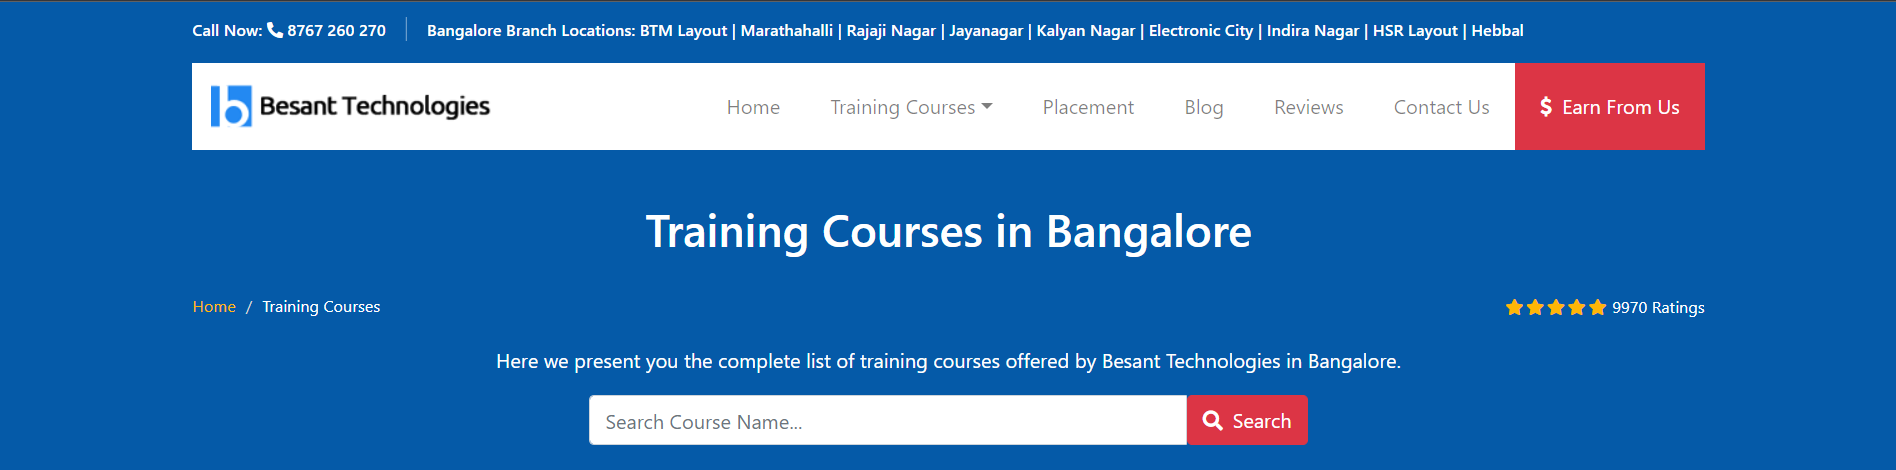 Call Now: 8767 260 270 Bangalore Branch Locations: BTM Layout | Marathahalli | Rajaji Nagar | Jayanagar | Kalyan Nagar | Electronic City | Indira Nagar | HSR Layout | Hebbal
b Besant Technologies Home Training Courses Placement Blog Reviews Contact Us $ Earn From Us
Training Courses in Bangalore
Home / Training Courses 9970 Ratings
Here we present you the complete list of training courses offered by Besant Technologies in Bangalore.
Search Course Name... Search